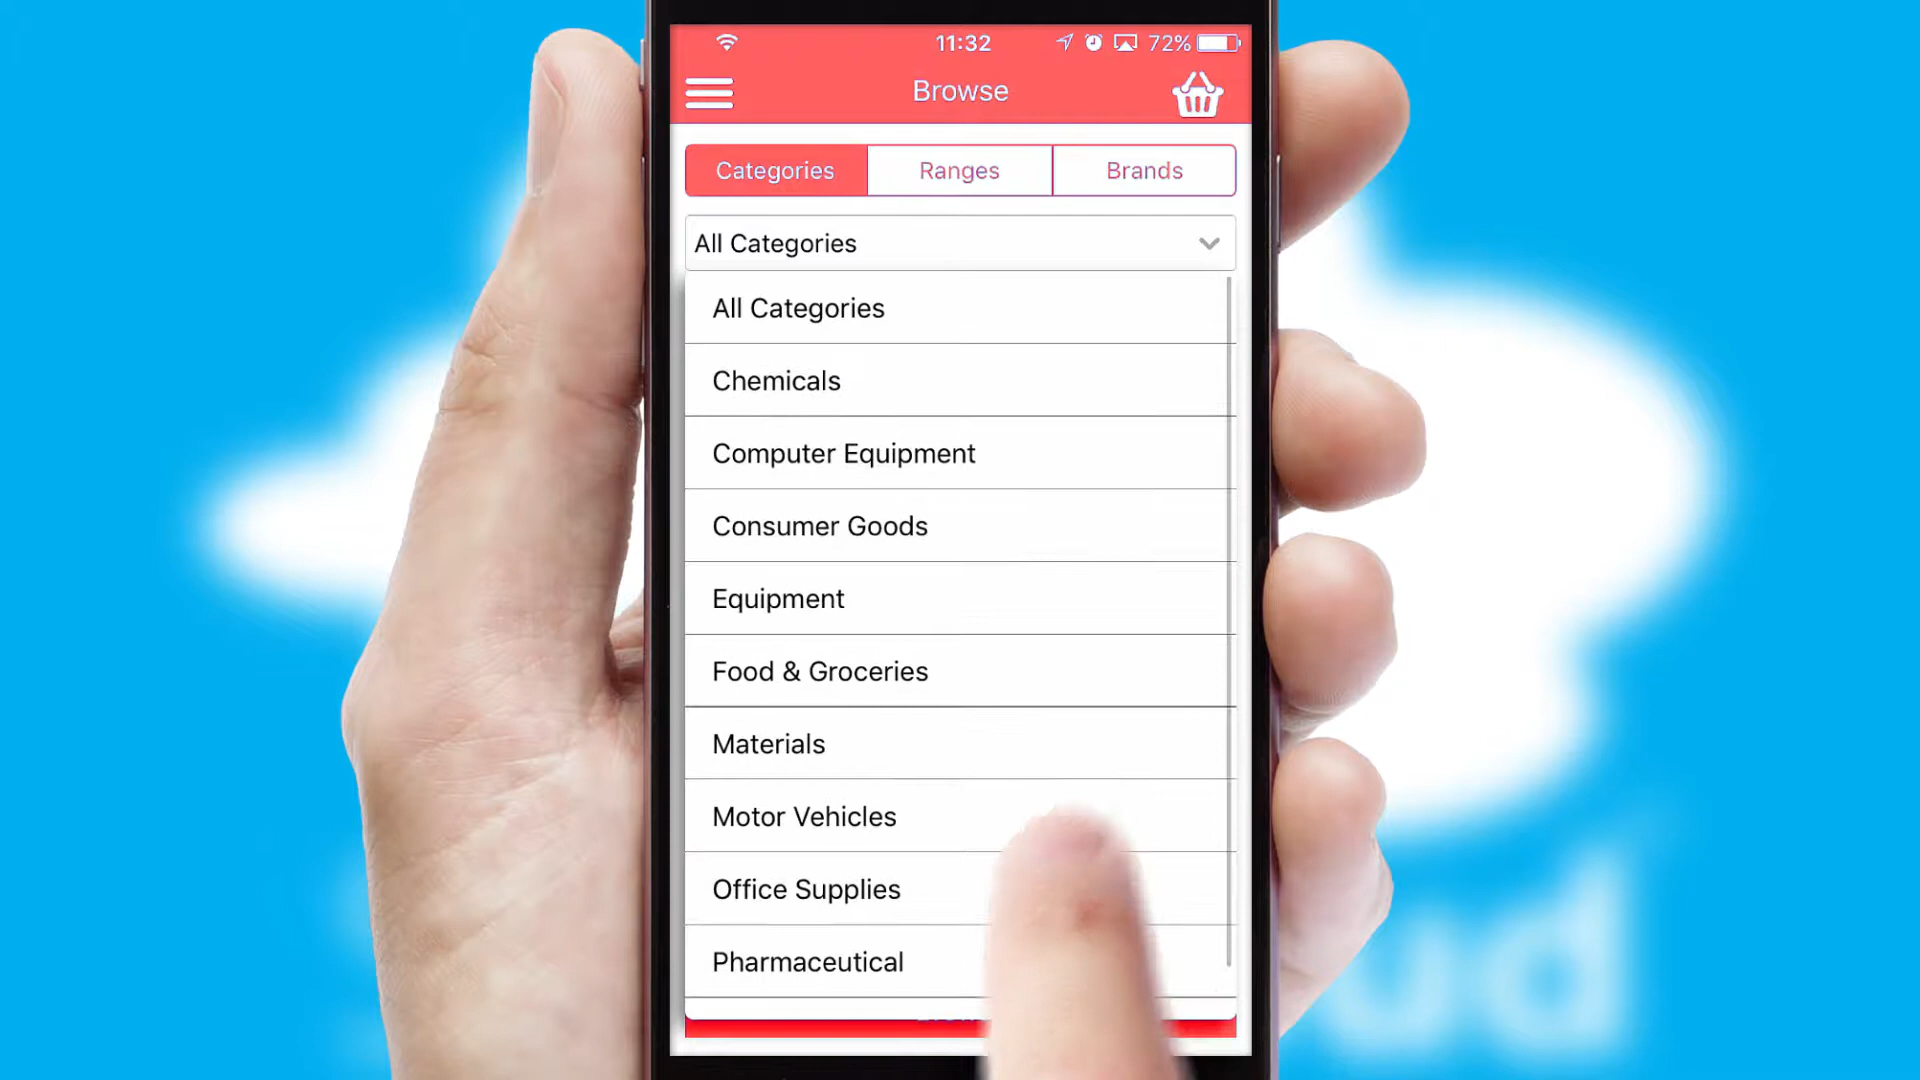 11:32
72%
Browse
Categories
Ranges
Brands
All Categories
All Categories
Chemicals
Computer Equipment
Consumer Goods
Equipment
Food & Groceries
Materials
Motor Vehicles
Office Supplies
Pharmaceutical
ud